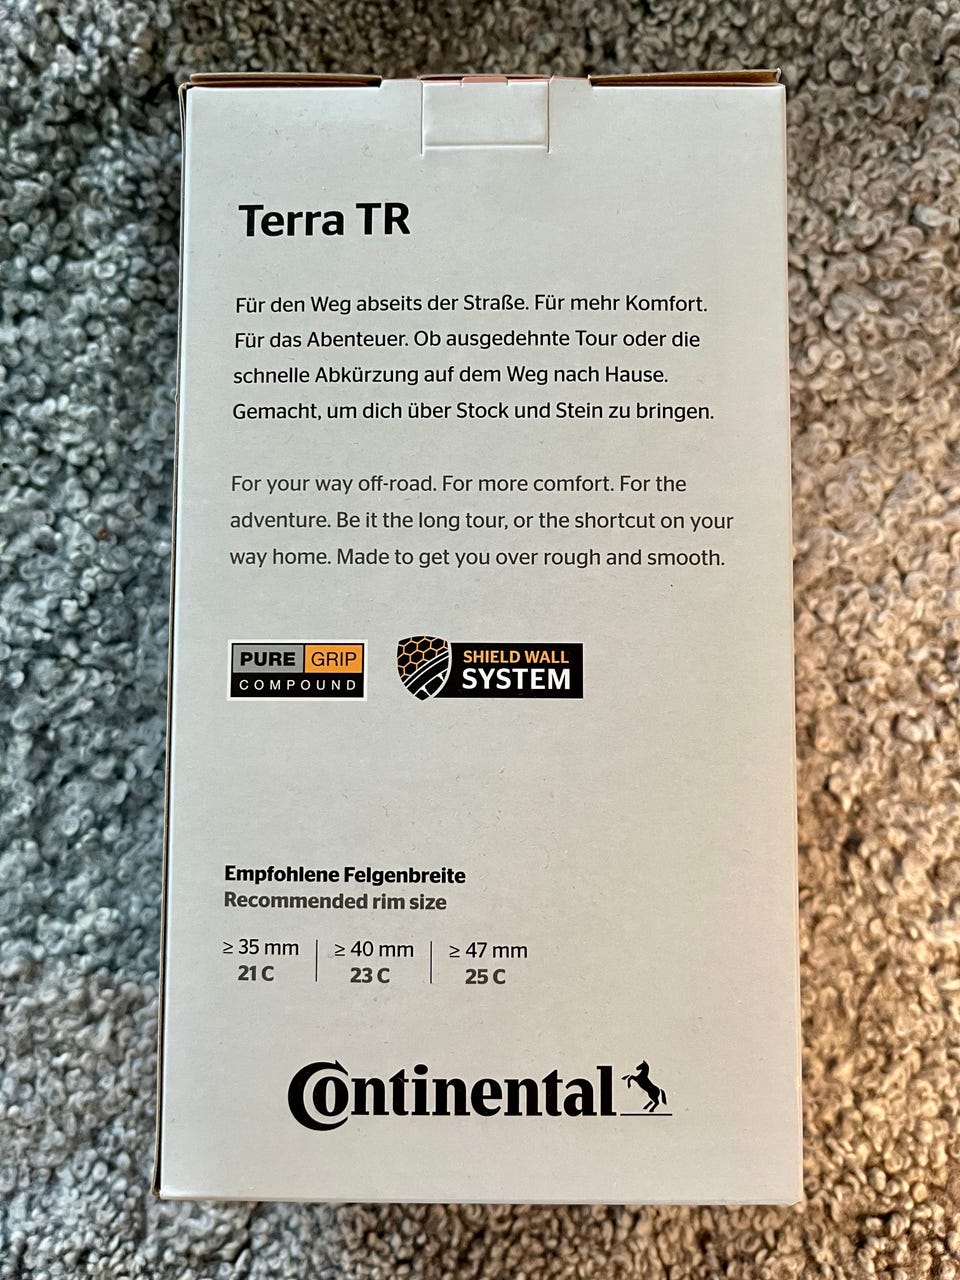 Terra TR
Für den Weg abseits der Straße. Für mehr Komfort.
Für das Abenteuer. Ob ausgedehnte Tour oder die
schnelle Abkürzung auf dem Weg nach Hause.
Gemacht, um dich über Stock und Stein zu bringen.
For your way off-road. For more comfort. For the
adventure. Be it the long tour, or the shortcut on your
way home. Made to get you over rough and smooth.
PURE GRIP
COMPOUND
SHIELD WALL
SYSTEM
Empfohlene Felgenbreite
Recommended rim size
≥ 35 mm | ≥ 40 mm | ≥ 47 mm
21 C | 23 C | 25 C
Continental